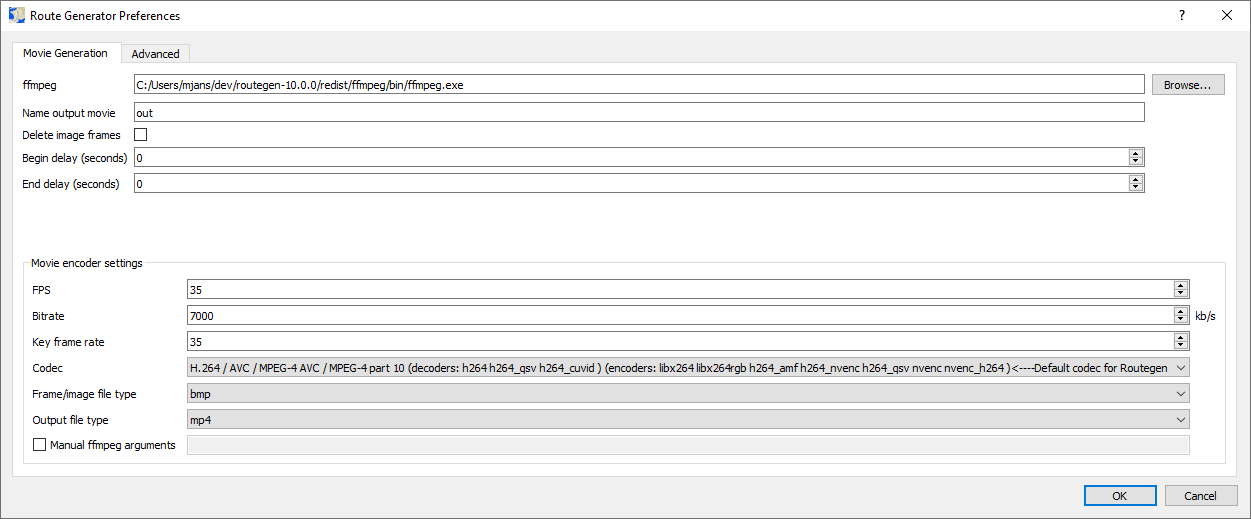 Route Generator Preferences
?
Movie Generation
Advanced
ffmpeg
C:/Users/mjans/dev/routegen-10.0.0/redist/ffmpeg/bin/ffmpeg.exe
Browse...
Name output movie
out
Delete image frames
Begin delay (seconds)
0
End delay (seconds)
0
Movie encoder settings
FPS
35
Bitrate
7000
kb/s
Key frame rate
35
Codec
H.264 / AVC / MPEG-4 AVC / MPEG-4 part 10 (decoders: h264 h264_qsv h264_cuvid ) (encoders: libx264 libx264rgb h264_amf h264_nvenc h264_qsv nvenc nvenc_h264 )<----Default codec for Routegen
Frame/image file type
bmp
Output file type
mp4
Manual ffmpeg arguments
OK
Cancel